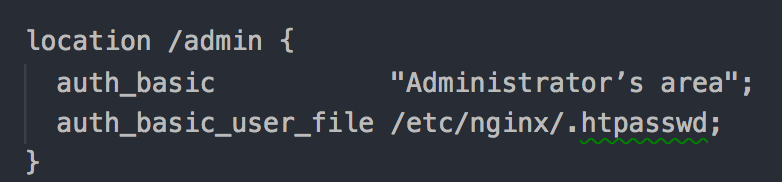 location /admin {
  auth_basic           "Administrator’s area";
  auth_basic_user_file /etc/nginx/.htpasswd;
}